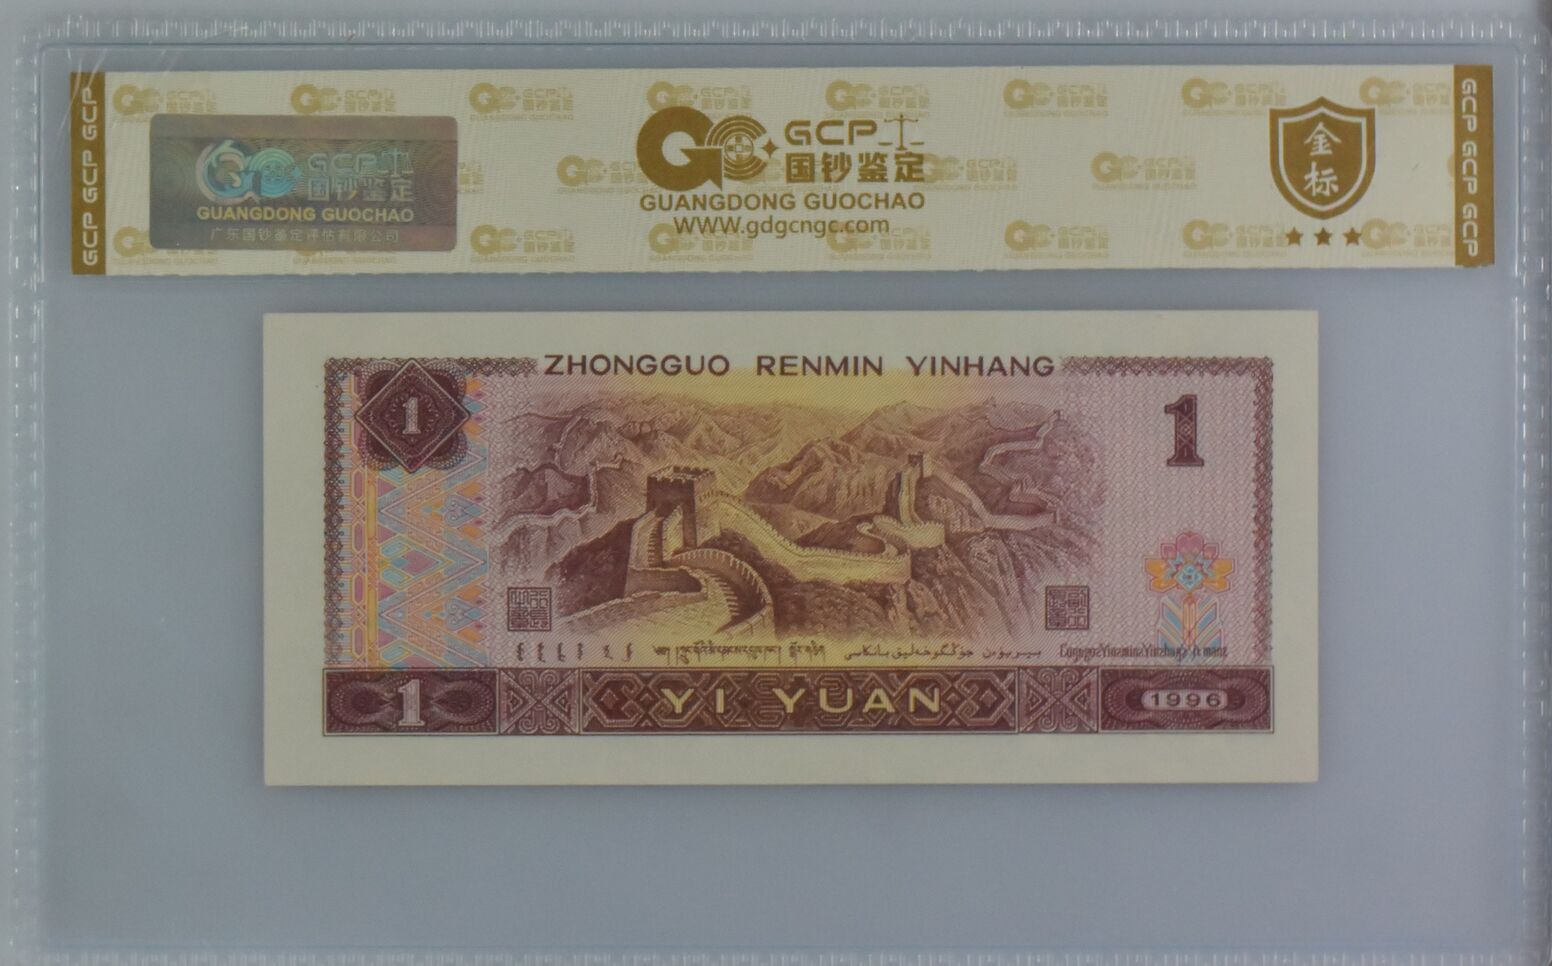 GCP GCP GCP
GCP
国钞鉴定
GUANGDONG GUOCHAO
广东国钞鉴定评估有限公司
GCP
国钞鉴定
GUANGDONG GUOCHAO
WWW.gdgcngc.com
金标
GCP GCP GCP
ZHONGGUO RENMIN YINHANG
1
1
YI YUAN
1
1996